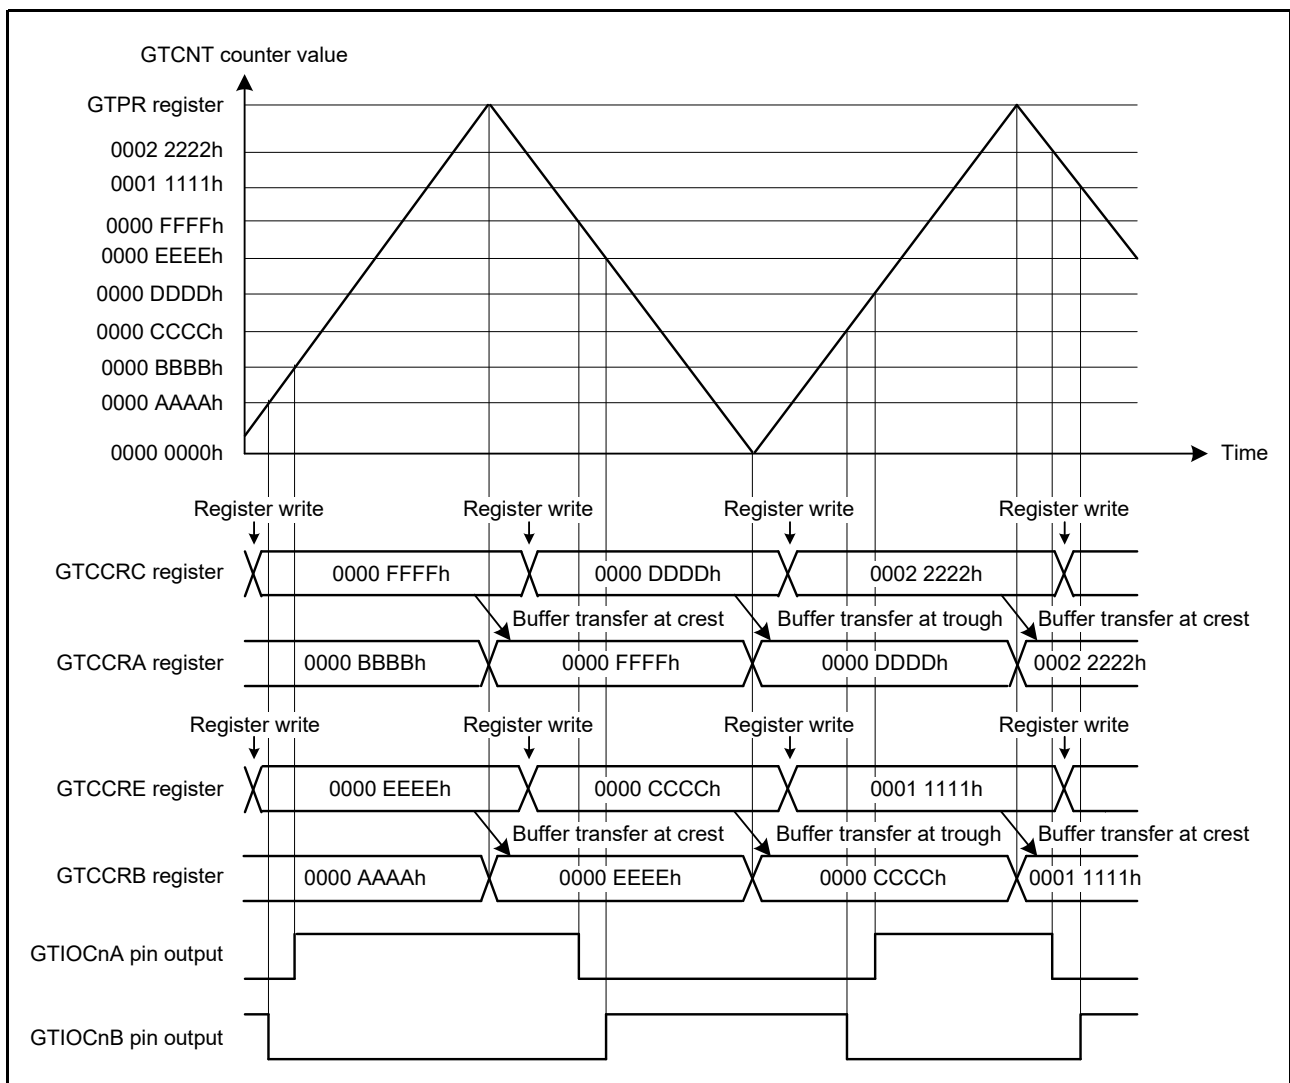 GTCNT counter value
GTPR register
0002 2222h
0001 1111h
0000 FFFFh
0000 EEEEh
0000 DDDDh
0000 CCCCh
0000 BBBBh
0000 AAAAh
0000 0000h
Time
Register write Register write Register write Register write
GTCCRC register 0000 FFFFh 0000 DDDDh 0002 2222h
Buffer transfer at crest Buffer transfer at trough Buffer transfer at crest
GTCCRA register 0000 BBBBh 0000 FFFFh 0000 DDDDh 0002 2222h
Register write Register write Register write Register write
GTCCRE register 0000 EEEEh 0000 CCCCh 0001 1111h
Buffer transfer at crest Buffer transfer at trough Buffer transfer at crest
GTCCRB register 0000 AAAAh 0000 EEEEh 0000 CCCCh 0001 1111h
GTIOCnA pin output
GTIOCnB pin output